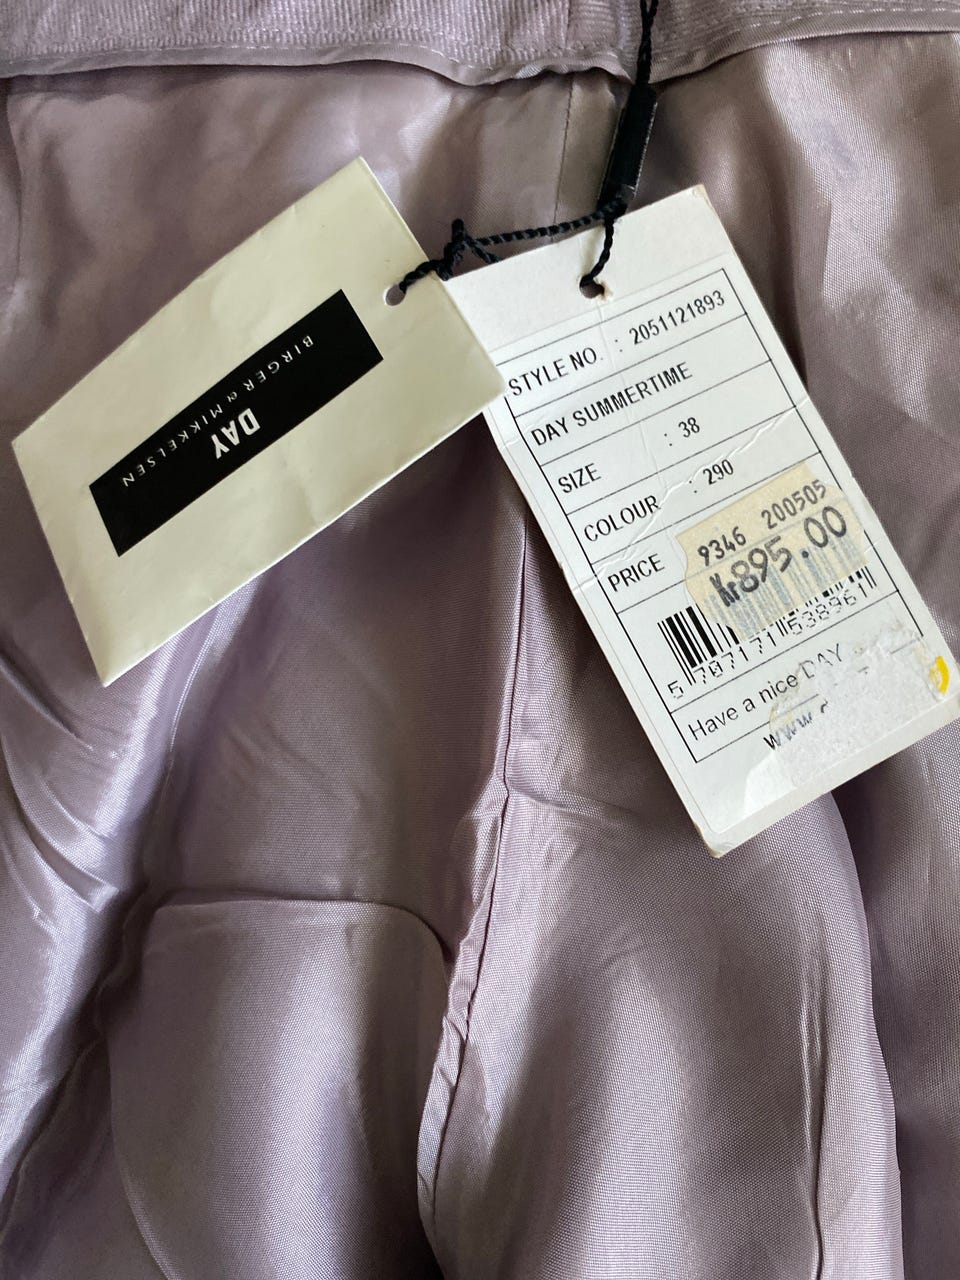 DAY
BIRGER et MIKKELSEN
STYLE NO. : 2051121893
DAY SUMMERTIME
SIZE : 38
COLOUR : 290
PRICE
9346 200505
Kr895.00
5 707171 538961
Have a nice DAY
www.